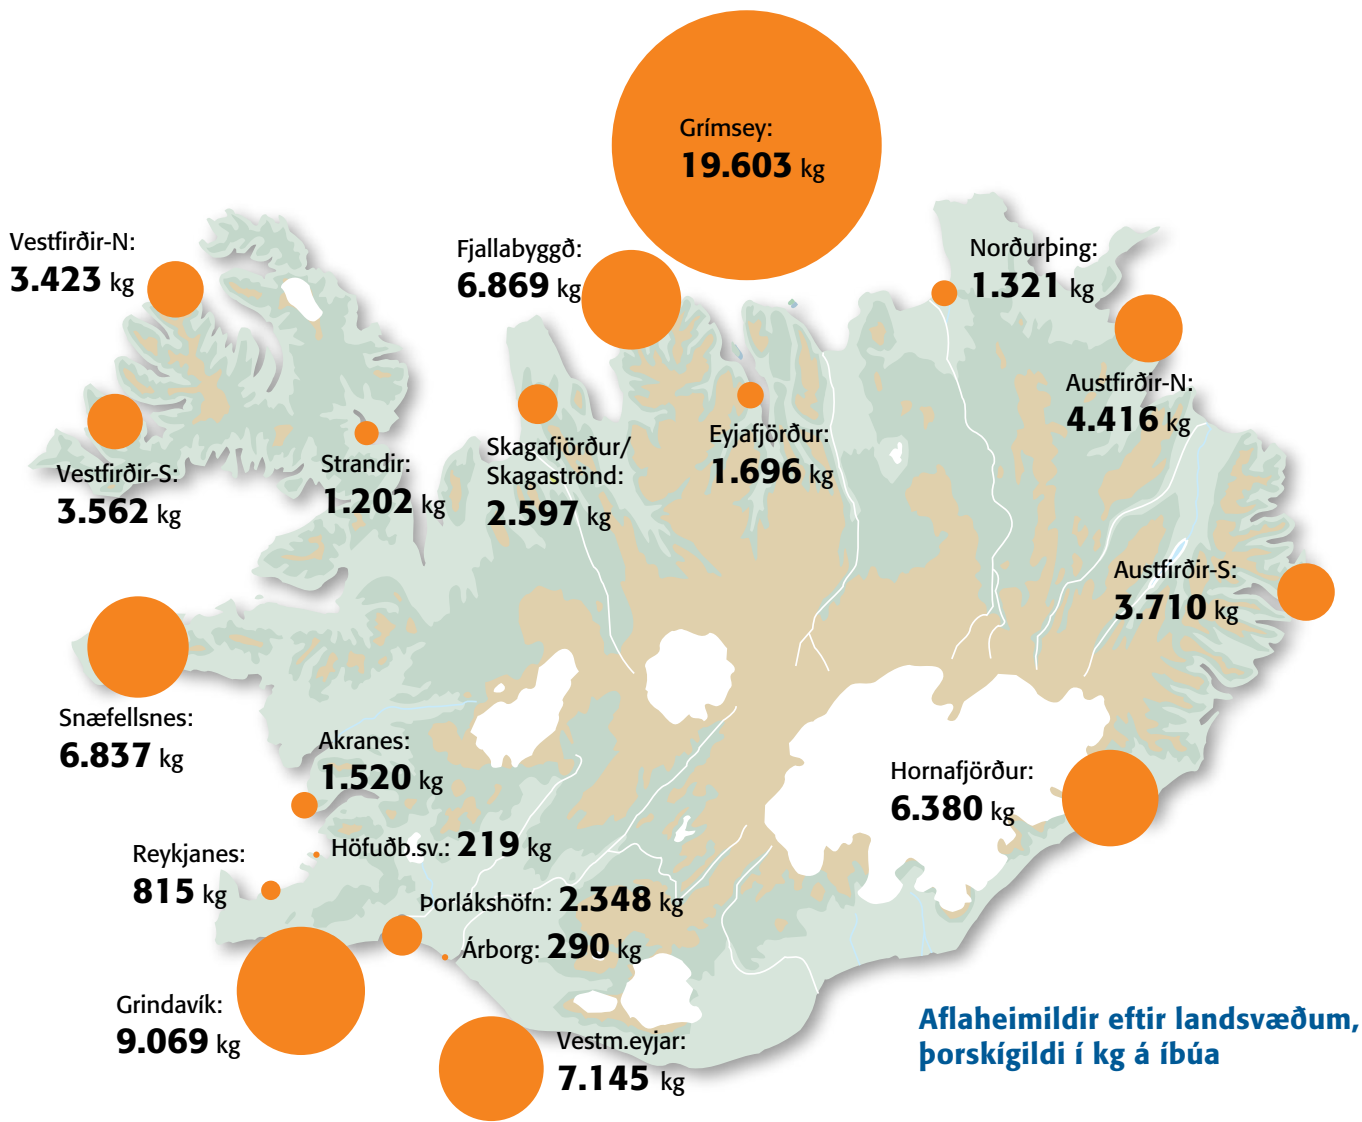 Grímsey:
19.603 kg
Vestfirðir-N:
3.423 kg
Fjallabyggð:
6.869 kg
Norðurþing:
1.321 kg
Austfirðir-N:
4.416 kg
Vestfirðir-S:
3.562 kg
Strandir:
1.202 kg
Skagafjörður/
Skagaströnd:
2.597 kg
Eyjafjörður:
1.696 kg
Austfirðir-S:
3.710 kg
Snæfellsnes:
6.837 kg
Akranes:
1.520 kg
Hornafjörður:
6.380 kg
Höfuðb.sv.: 219 kg
Reykjanes:
815 kg
Þorlákshöfn: 2.348 kg
Árborg: 290 kg
Grindavík:
9.069 kg
Vestm.eyjar:
7.145 kg
Aflaheimildir eftir landsvæðum,
þorskígildi í kg á íbúa